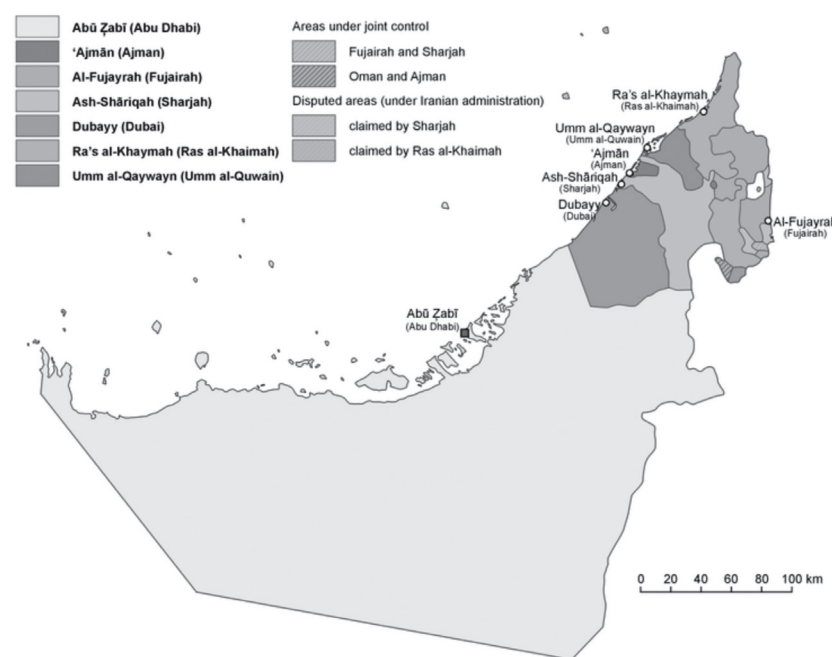 Abū Ẓabī (Abu Dhabi)
‘Ajmān (Ajman)
Al-Fujayrah (Fujairah)
Ash-Shāriqah (Sharjah)
Dubayy (Dubai)
Ra’s al-Khaymah (Ras al-Khaimah)
Umm al-Qaywayn (Umm al-Quwain)
Areas under joint control
Fujairah and Sharjah
Oman and Ajman
Disputed areas (under Iranian administration)
claimed by Sharjah
claimed by Ras al-Khaimah
Ra’s al-Khaymah
(Ras al-Khaimah)
Umm al-Qaywayn
(Umm al-Quwain)
‘Ajmān
(Ajman)
Ash-Shāriqah
(Sharjah)
Dubayy
(Dubai)
Al-Fujayrah
(Fujairah)
Abū Ẓabī
(Abu Dhabi)
0 20 40 60 80 100 km